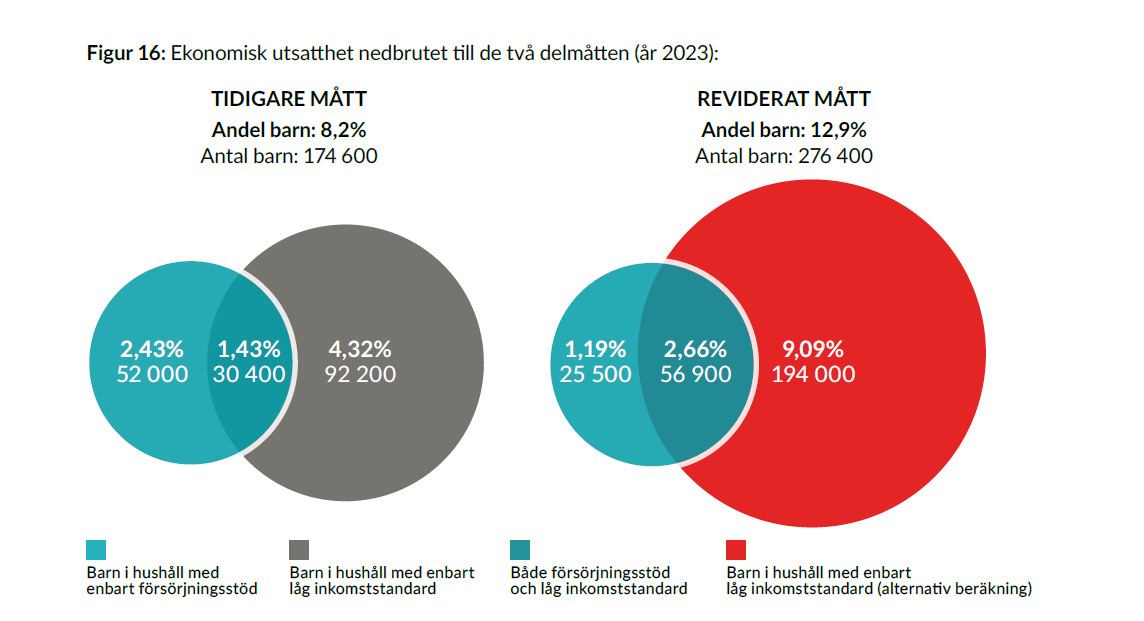 Figur 16: Ekonomisk utsatthet nedbrutet till de två delmåtten (år 2023):
TIDIGARE MÅTT
Andel barn: 8,2%
Antal barn: 174 600
REVIDERAT MÅTT
Andel barn: 12,9%
Antal barn: 276 400
2,43%
52 000
1,43%
30 400
4,32%
92 200
1,19%
25 500
2,66%
56 900
9,09%
194 000
Barn i hushåll med
enbart försörjningsstöd
Barn i hushåll med enbart
låg inkomststandard
Både försörjningsstöd
och låg inkomststandard
Barn i hushåll med enbart
låg inkomststandard (alternativ beräkning)